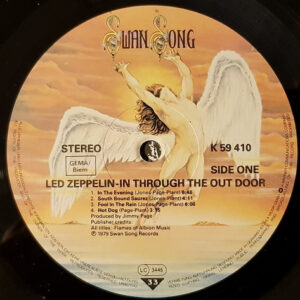 SWAN SONG
STEREO
K 59 410
GEMA/
Biem
SIDE ONE
LED ZEPPELIN-IN THROUGH THE OUT DOOR
1. In The Evening (Jones-Page-Plant) 6:48
2. South Bound Saurez (Jones-Plant) 4:11
3. Fool In The Rain (Jones-Page-Plant) 6:08
4. Hot Dog (Page-Plant) 3:15
Produced by Jimmy Page
Publisher credits
All titles: Flames of Albion Music
℗ 1979 Swan Song Records
LC 3446
33